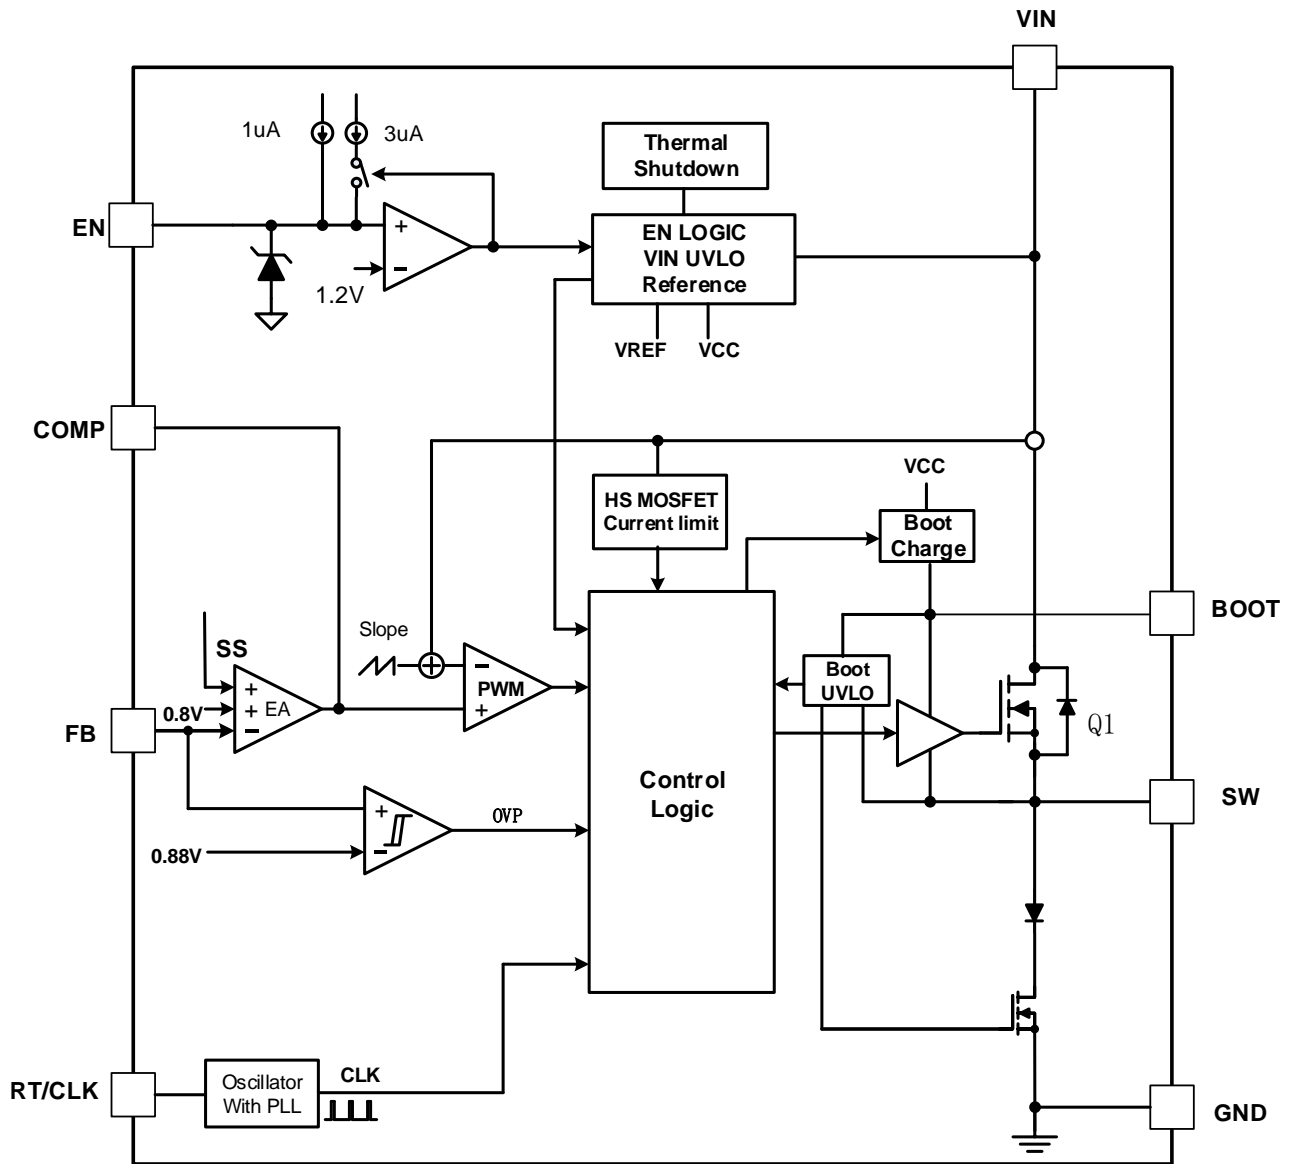 VIN
1uA
3uA
Thermal
Shutdown
EN
+
−
1.2V
EN LOGIC
VIN UVLO
Reference
VREF
VCC
COMP
HS MOSFET
Current limit
VCC
Boot
Charge
BOOT
Slope
SS
+
+
−
EA
0.8V
FB
−
+
PWM
Boot
UVLO
Q1
Control
Logic
SW
+
−
OVP
0.88V
RT/CLK
Oscillator
With PLL
CLK
GND